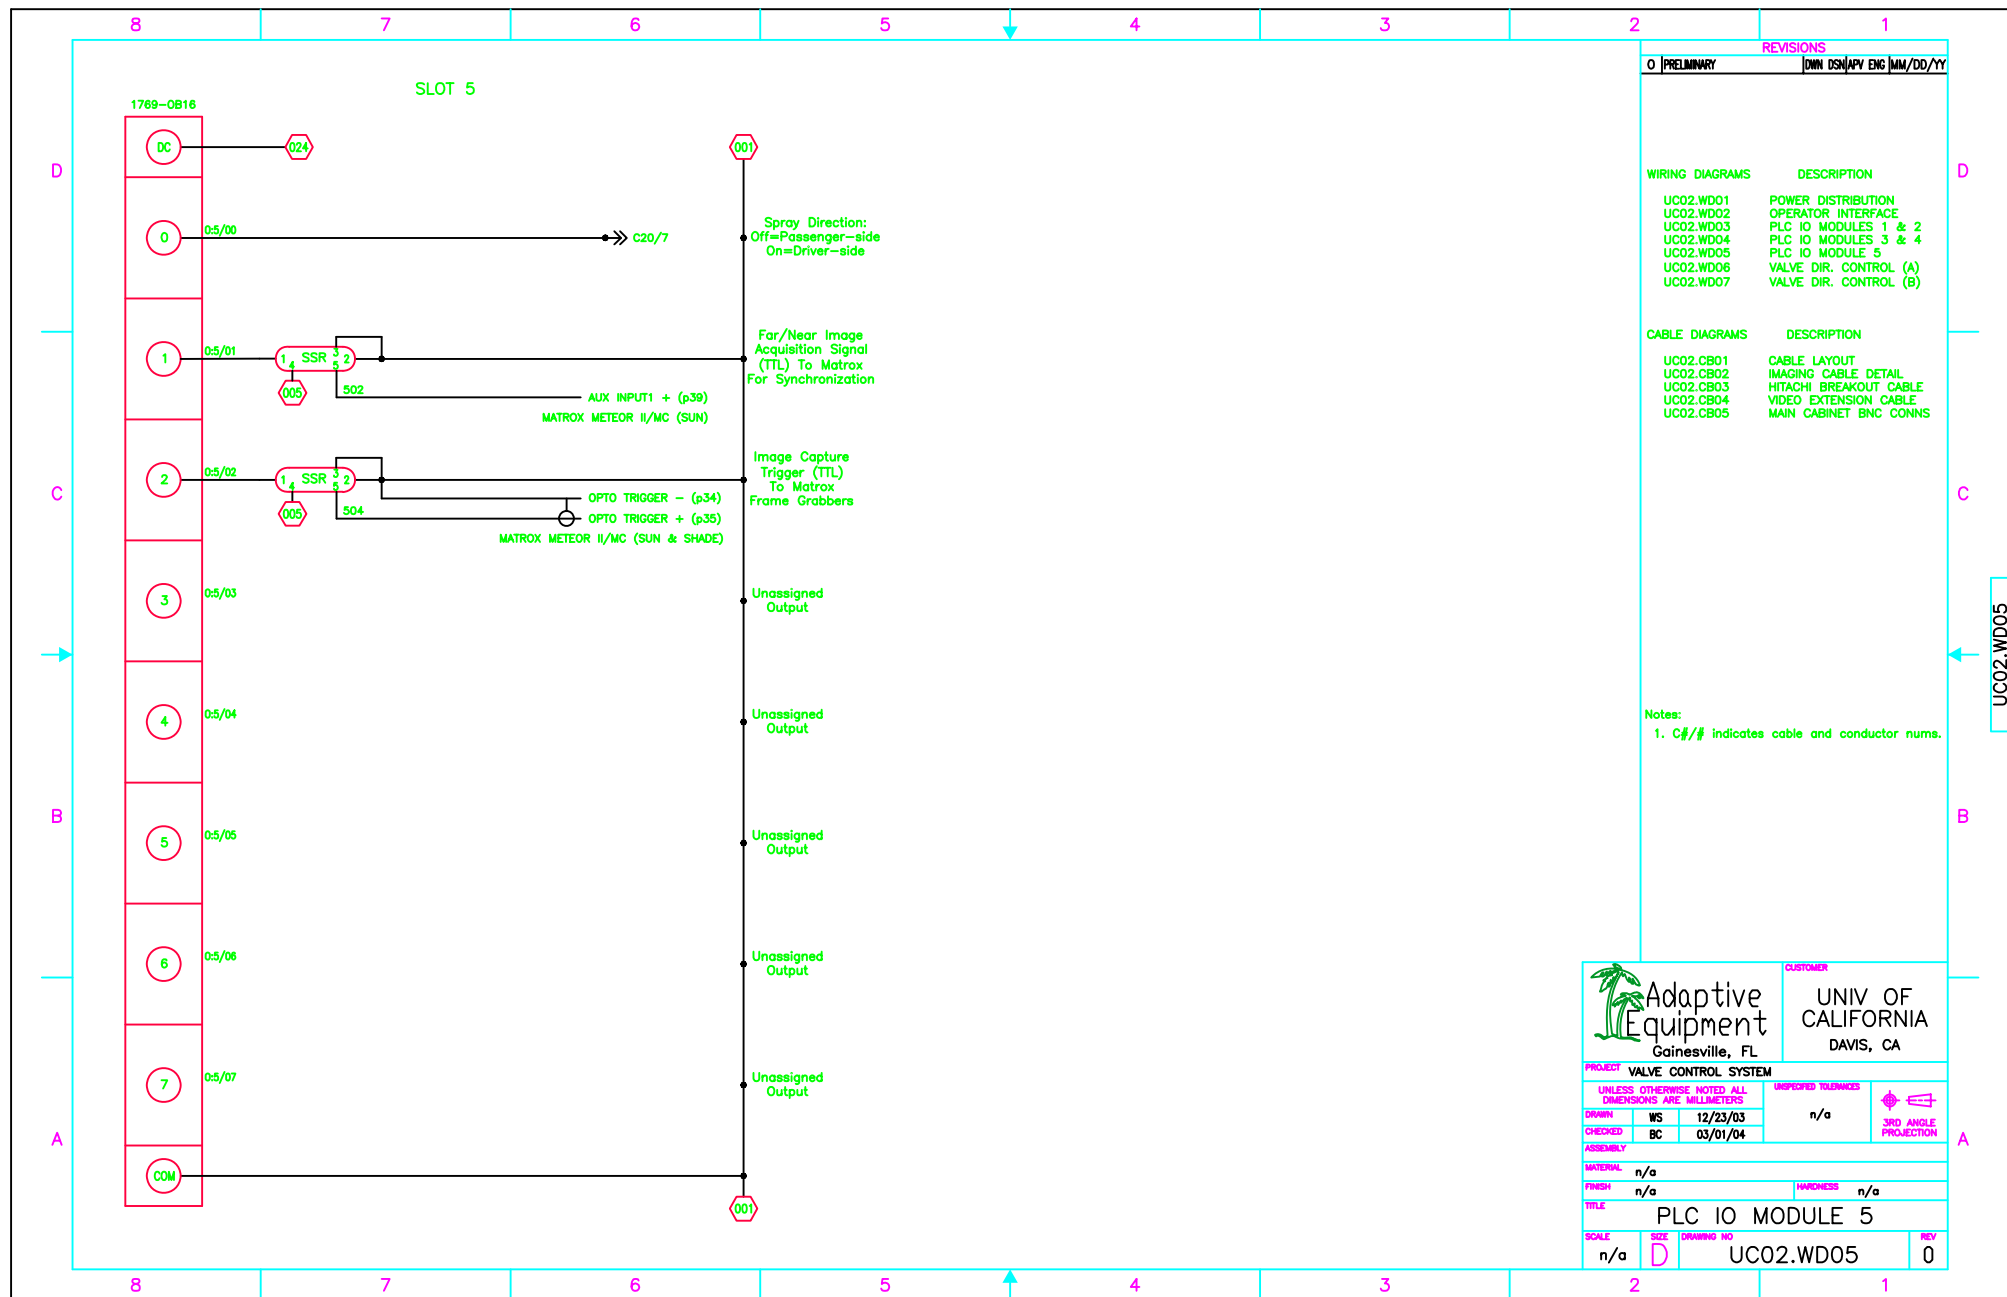 8 7 6 5 4 3 2 1
REVISIONS
0 PRELIMINARY DWN DSN APV ENG MM/DD/YY
SLOT 5
1769-OB16
DC
024
001
D
D
WIRING DIAGRAMS DESCRIPTION
UC02.WD01 POWER DISTRIBUTION
UC02.WD02 OPERATOR INTERFACE
UC02.WD03 PLC IO MODULES 1 & 2
UC02.WD04 PLC IO MODULES 3 & 4
UC02.WD05 PLC IO MODULE 5
UC02.WD06 VALVE DIR. CONTROL (A)
UC02.WD07 VALVE DIR. CONTROL (B)
0
O:5/00
C20/7
Spray Direction:
Off=Passenger-side
On=Driver-side
CABLE DIAGRAMS DESCRIPTION
UC02.CB01 CABLE LAYOUT
UC02.CB02 IMAGING CABLE DETAIL
UC02.CB03 HITACHI BREAKOUT CABLE
UC02.CB04 VIDEO EXTENSION CABLE
UC02.CB05 MAIN CABINET BNC CONNS
1
O:5/01
1 4 SSR 3 5 2
005
502
AUX INPUT1 + (p39)
MATROX METEOR II/MC (SUN)
Far/Near Image
Acquisition Signal
(TTL) To Matrox
For Synchronization
C
C
2
O:5/02
1 4 SSR 3 5 2
005
504
OPTO TRIGGER - (p34)
OPTO TRIGGER + (p35)
MATROX METEOR II/MC (SUN & SHADE)
Image Capture
Trigger (TTL)
To Matrox
Frame Grabbers
3
O:5/03
Unassigned
Output
UC02.WD05
4
O:5/04
Unassigned
Output
Notes:
1. C#/# indicates cable and conductor nums.
B
B
5
O:5/05
Unassigned
Output
6
O:5/06
Unassigned
Output
7
O:5/07
Unassigned
Output
A
A
COM
001
Adaptive
Equipment
Gainesville, FL
CUSTOMER
UNIV OF
CALIFORNIA
DAVIS, CA
PROJECT VALVE CONTROL SYSTEM
UNLESS OTHERWISE NOTED ALL
DIMENSIONS ARE MILLIMETERS
UNSPECIFIED TOLERANCES
n/a
3RD ANGLE
PROJECTION
DRAWN WS 12/23/03
CHECKED BC 03/01/04
ASSEMBLY
MATERIAL n/a
FINISH n/a HARDNESS n/a
TITLE
PLC IO MODULE 5
SCALE SIZE DRAWING NO REV
n/a D UC02.WD05 0
8 7 6 5 4 3 2 1